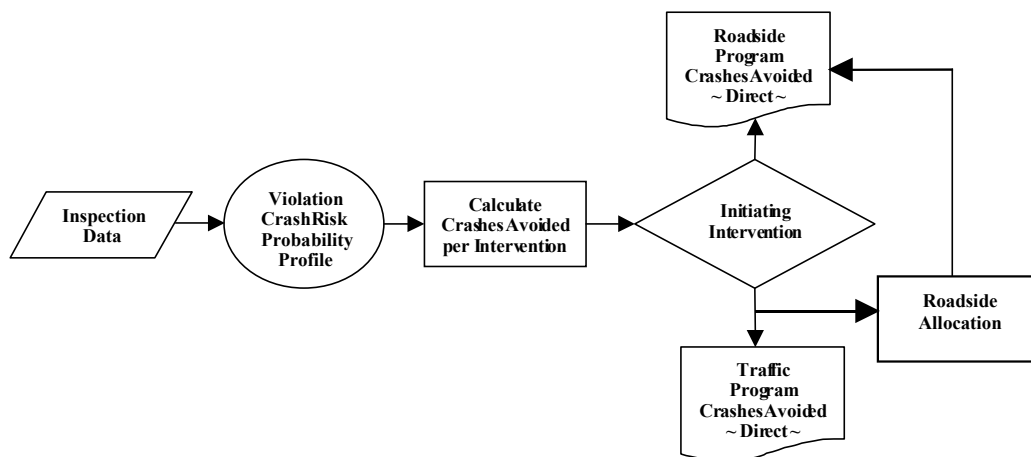 Inspection
Data
Violation
Crash Risk
Probability
Profile
Calculate
Crashes Avoided
per Intervention
Initiating
Intervention
Roadside
Program
Crashes Avoided
~ Direct ~
Roadside
Allocation
Traffic
Program
Crashes Avoided
~ Direct ~